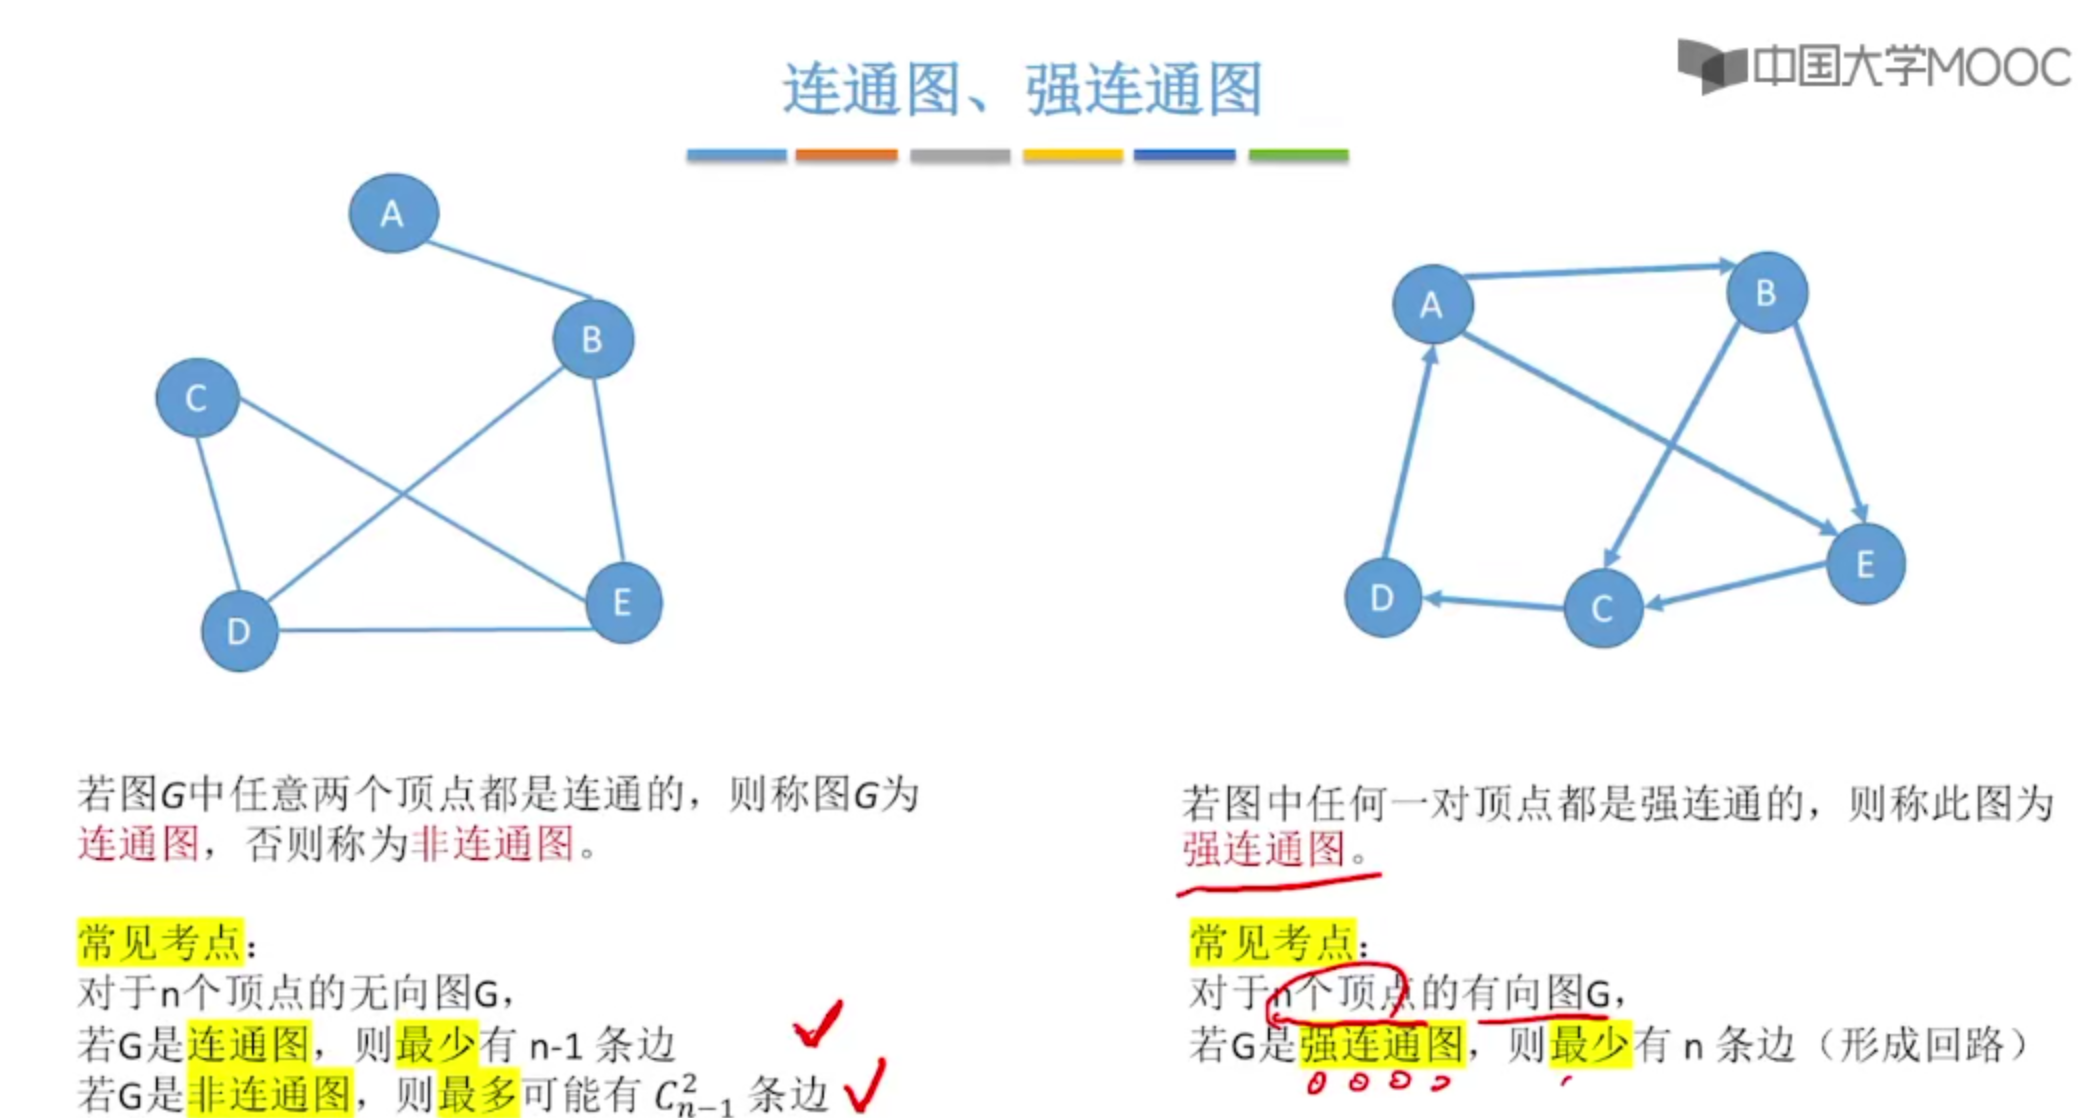 连通图、强连通图
中国大学MOOC
A
B
C
D
E
A
B
D
C
E
若图G中任意两个顶点都是连通的，则称图G为
连通图，否则称为非连通图。
常见考点：
对于n个顶点的无向图G，
若G是连通图，则最少有 n-1 条边
若G是非连通图，则最多可能有 $C_{n-1}^2$ 条边
若图中任何一对顶点都是强连通的，则称此图为
强连通图。
常见考点：
对于n个顶点的有向图G，
若G是强连通图，则最少有 n 条边（形成回路）